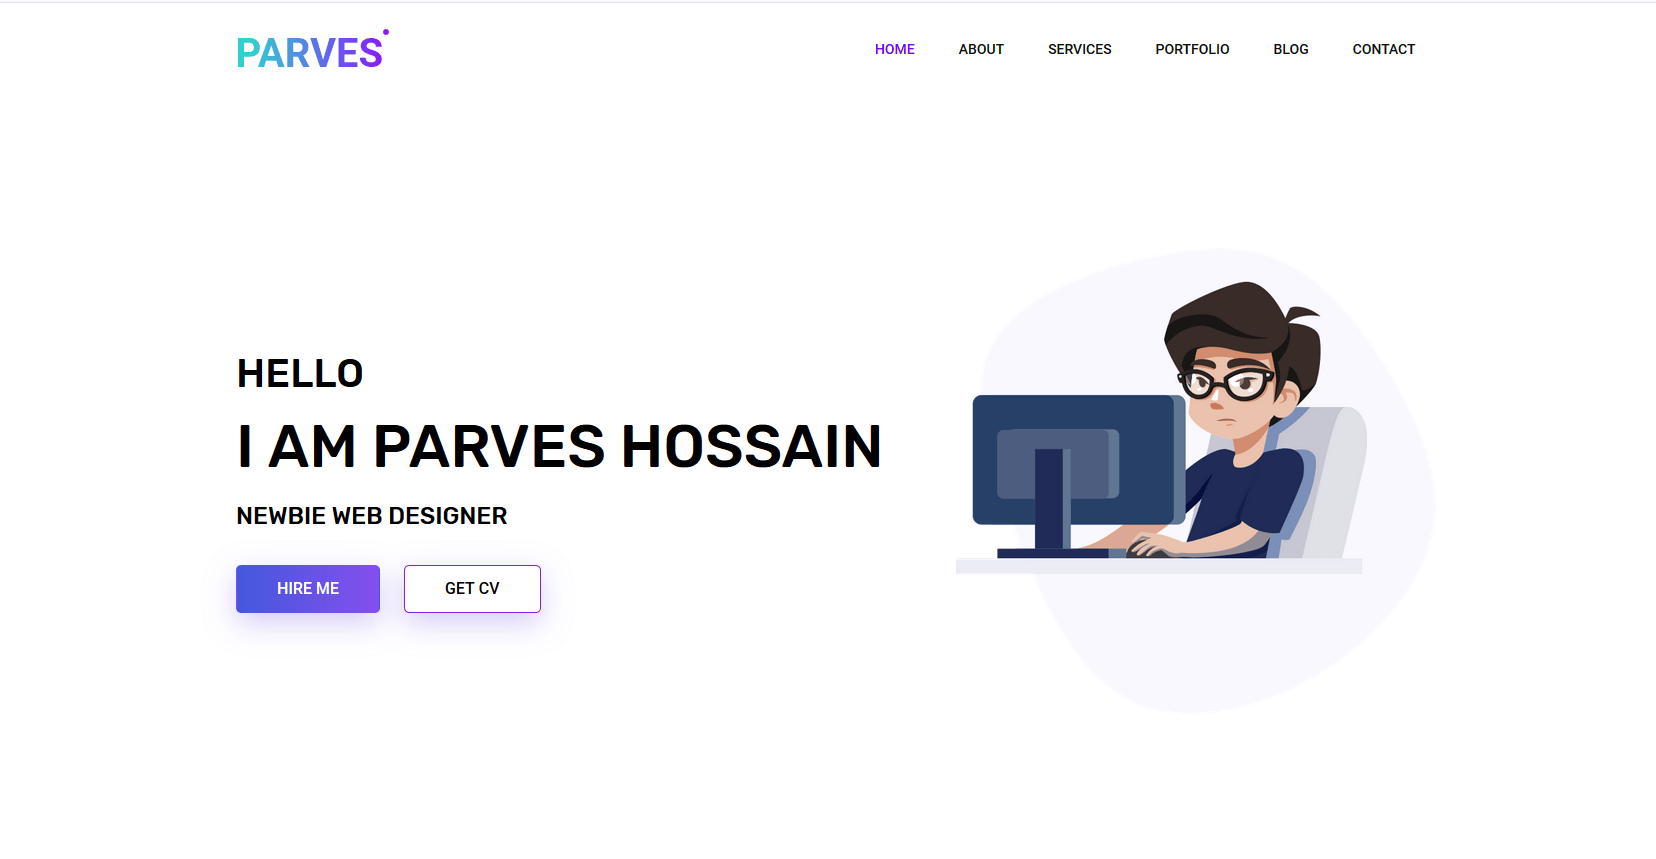 PARVES
HOME ABOUT SERVICES PORTFOLIO BLOG CONTACT
HELLO
I AM PARVES HOSSAIN
NEWBIE WEB DESIGNER
HIRE ME GET CV